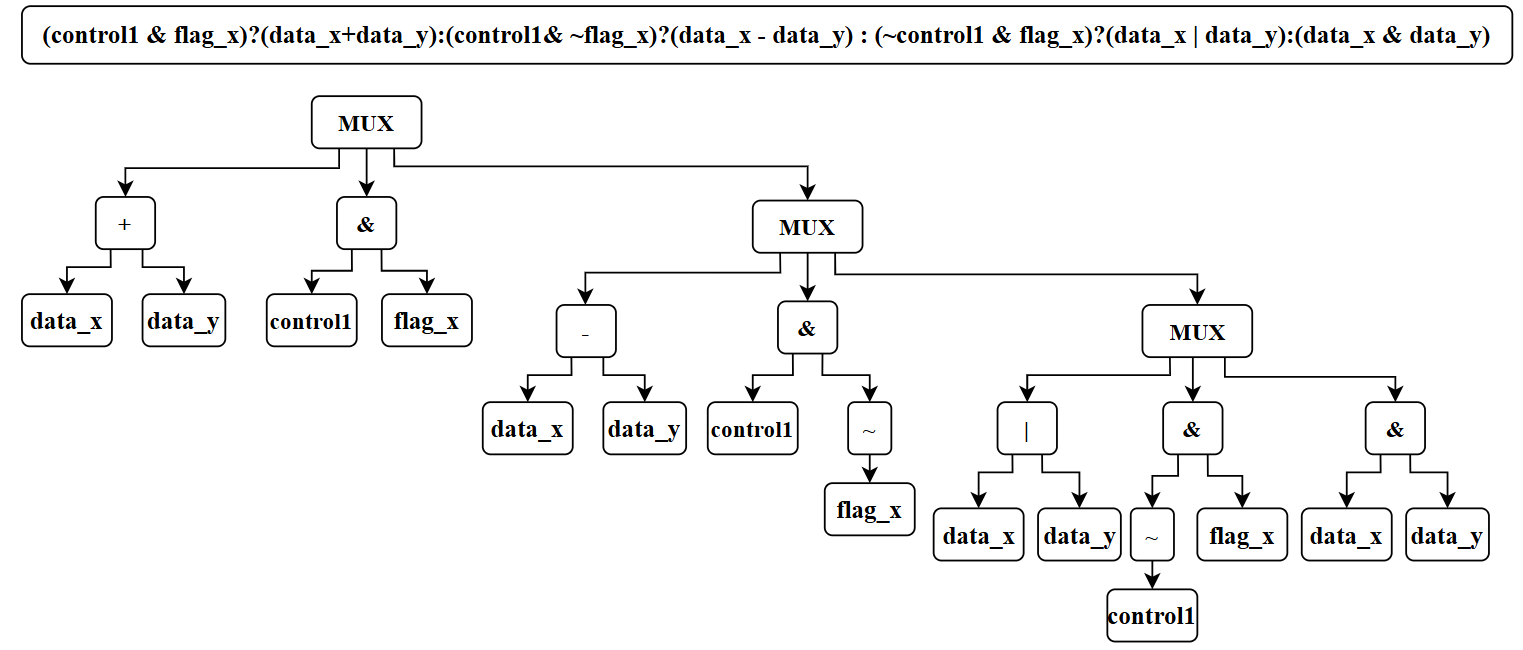 (control1 & flag_x)?(data_x+data_y):(control1& ~flag_x)?(data_x - data_y) : (~control1 & flag_x)?(data_x | data_y):(data_x & data_y)
MUX
+
&
MUX
data_x
data_y
control1
flag_x
-
&
MUX
data_x
data_y
control1
~
|
&
&
flag_x
data_x
data_y
~
flag_x
data_x
data_y
control1